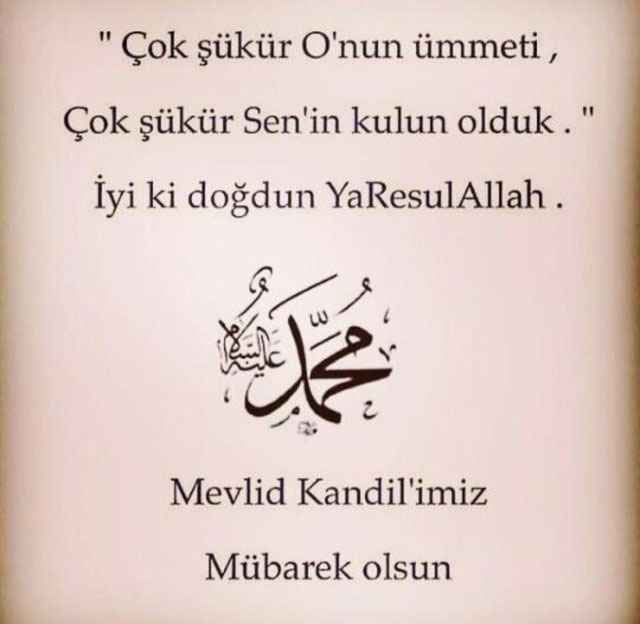 " Çok şükür O'nun ümmeti ,
Çok şükür Sen'in kulun olduk . "
İyi ki doğdun YaResulAllah .
محمد عليه السلام
Mevlid Kandil'imiz
Mübarek olsun